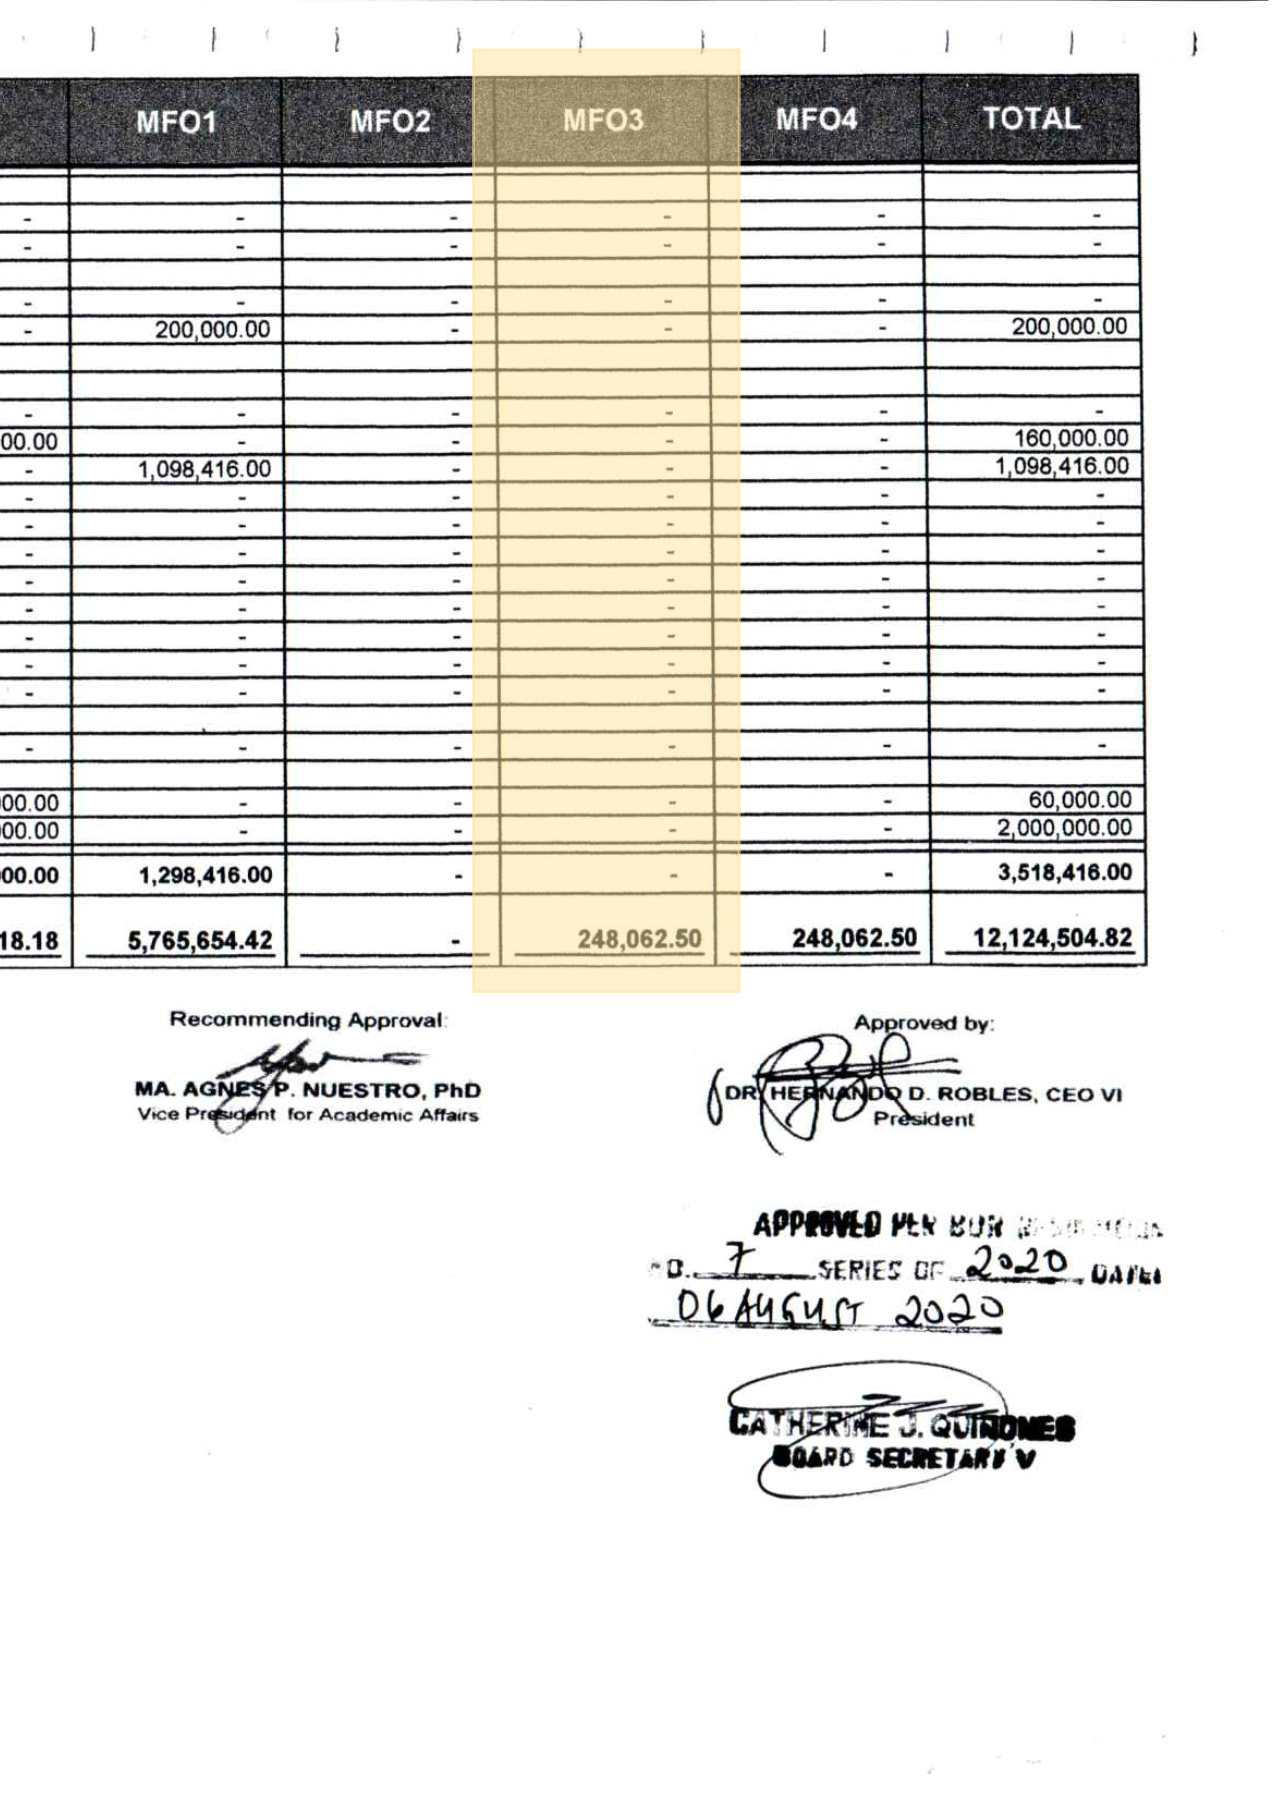 MFO1 MFO2 MFO3 MFO4 TOTAL
- - - - - -
- - - - - -
- - - - - -
- 200,000.00 - - - 200,000.00
- - - - - -
00.00 - - - - 160,000.00
- 1,098,416.00 - - - 1,098,416.00
- - - - - -
- - - - - -
- - - - - -
- - - - - -
- - - - - -
- - - - - -
- - - - - -
- - - - - -
- - - - - -
00.00 - - - - 60,000.00
00.00 - - - - 2,000,000.00
00.00 1,298,416.00 - - - 3,518,416.00
18.18 5,765,654.42 - 248,062.50 248,062.50 12,124,504.82
Recommending Approval:
MA. AGNES P. NUESTRO, PhD
Vice President for Academic Affairs
Approved by:
DR. HERNANDO D. ROBLES, CEO VI
President
APPROVED PER
7 SERIES OF 2020 DATED
06 AUGUST 2020
CATHERINE J. QUINONES
BOARD SECRETARY V